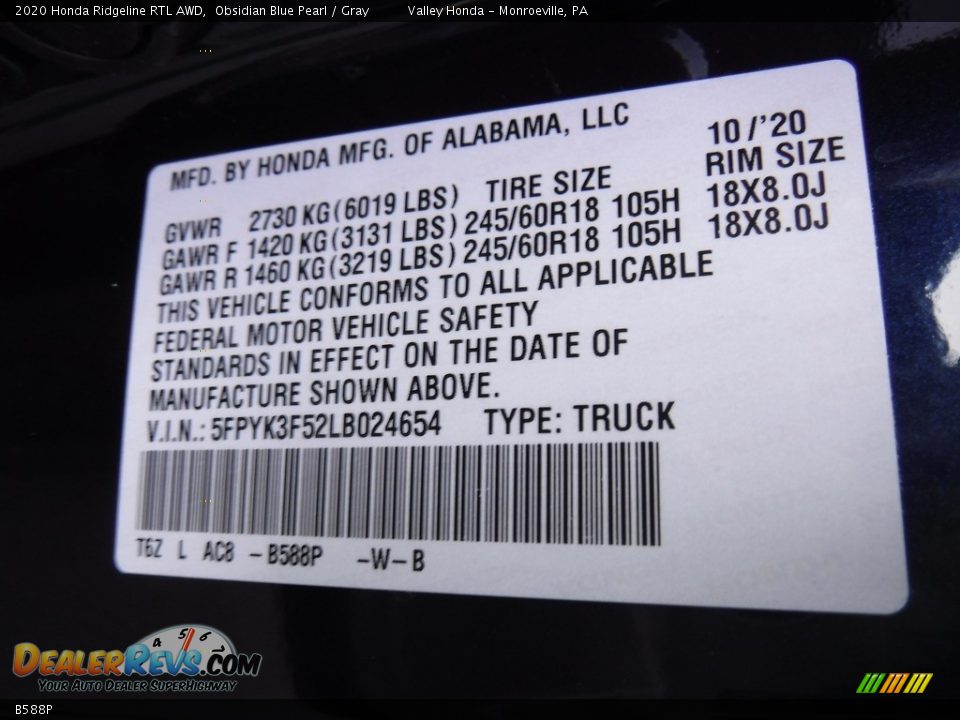 2020 Honda Ridgeline RTL AWD, Obsidian Blue Pearl / Gray Valley Honda - Monroeville, PA
MFD. BY HONDA MFG. OF ALABAMA, LLC 10/'20
GVWR 2730 KG(6019 LBS) TIRE SIZE RIM SIZE
GAWR F 1420 KG(3131 LBS) 245/60R18 105H 18X8.0J
GAWR R 1460 KG(3219 LBS) 245/60R18 105H 18X8.0J
THIS VEHICLE CONFORMS TO ALL APPLICABLE
FEDERAL MOTOR VEHICLE SAFETY
STANDARDS IN EFFECT ON THE DATE OF
MANUFACTURE SHOWN ABOVE.
V.I.N.: 5FPYK3F52LB024654 TYPE: TRUCK
T6Z L AC8 -B588P -W-B
4 5 6
DEALERREVS.COM
YOUR AUTO DEALER SUPERHIGHWAY
B588P